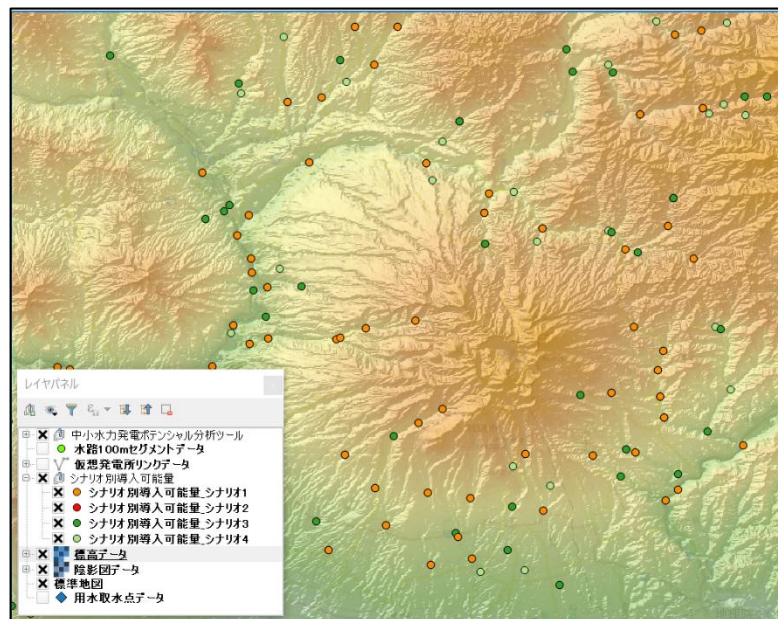 レイヤパネル
中小水力発電ポテンシャル分析ツール
水路100mセグメントデータ
仮想発電所リンクデータ
シナリオ別導入可能量
シナリオ別導入可能量_シナリオ1
シナリオ別導入可能量_シナリオ2
シナリオ別導入可能量_シナリオ3
シナリオ別導入可能量_シナリオ4
標高データ
陰影図データ
標準地図
用水取水点データ